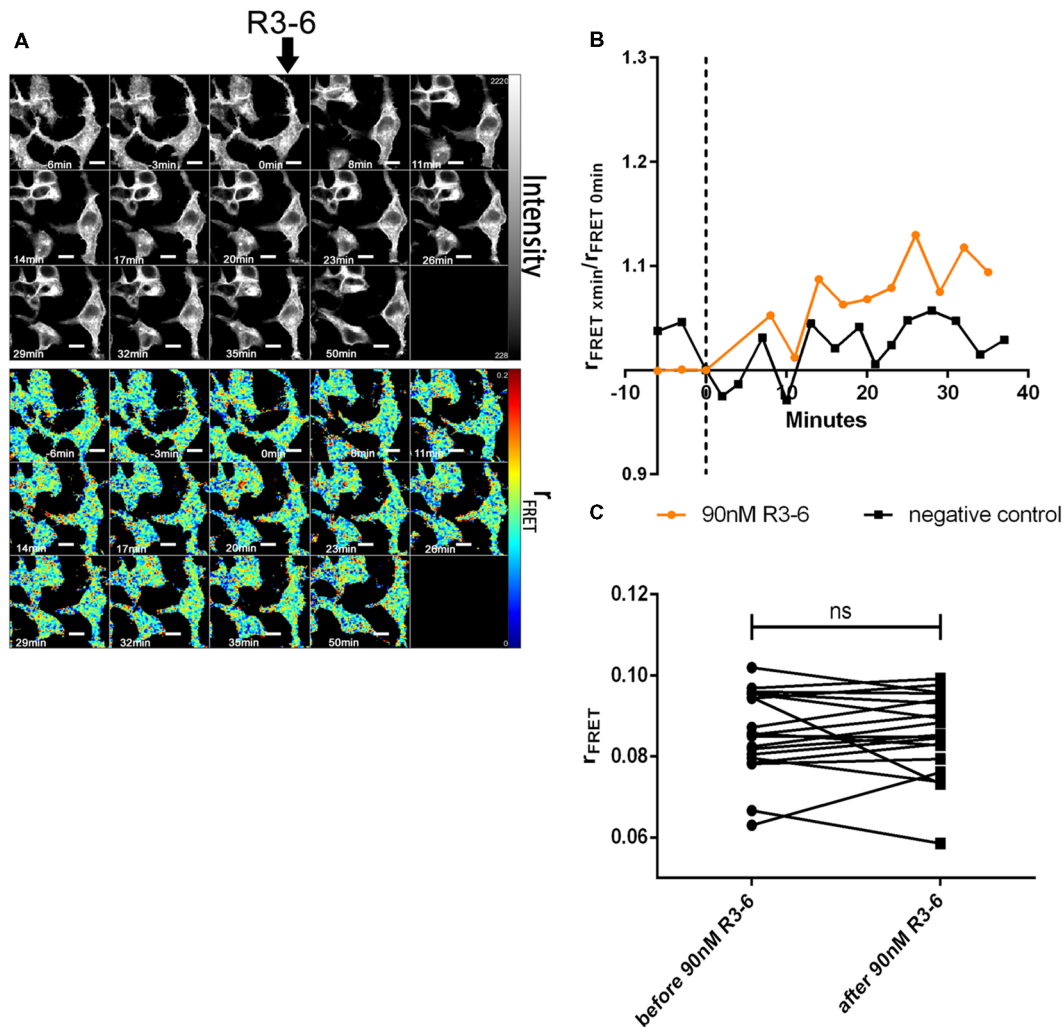 R3-6
A
2220
-6min -3min 0min 8min 11min
14min 17min 20min 23min 26min
29min 32min 35min 50min
228
Intensity
0.2
-6min -3min 0min 8min 11min
14min 17min 20min 23min 26min
29min 32min 35min 50min
0
rFRET
B
1.3
1.2
1.1
0.9
rFRET xmin/rFRET 0min
-10 0 10 20 30 40
Minutes
90nM R3-6 negative control
C
0.12
0.10
0.08
0.06
rFRET
ns
before 90nM R3-6
after 90nM R3-6